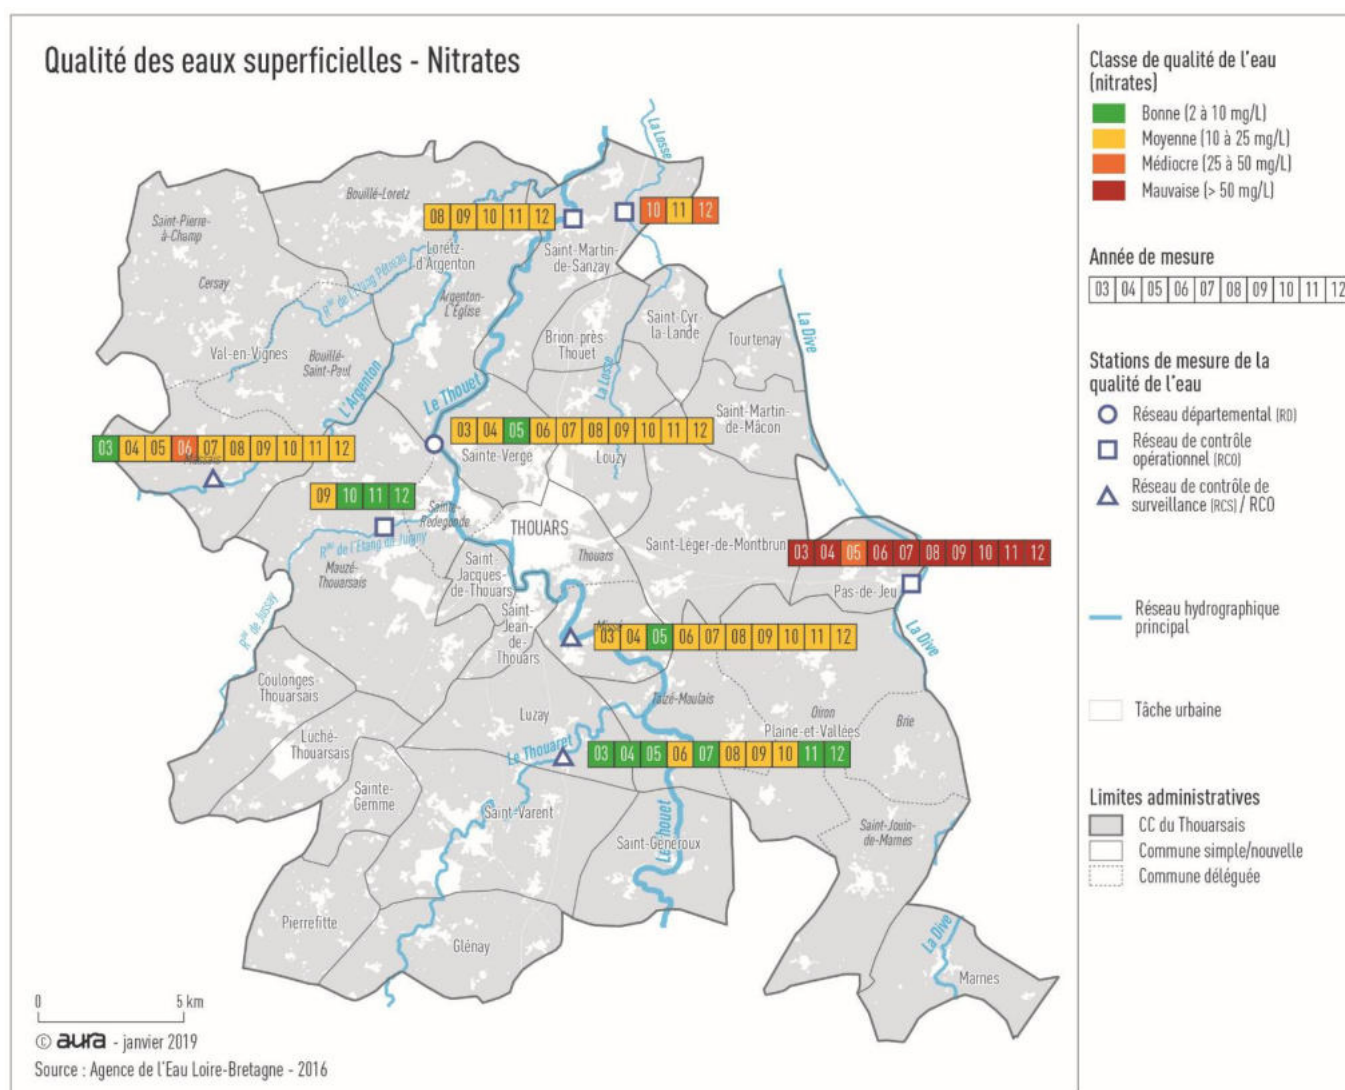 Qualité des eaux superficielles - Nitrates
La Losse
Bouillé-Loretz
Saint-Pierre-
à-Champ
08 09 10 11 12
10 11 12
Loretz-
d'Argenton
Saint-Martin-
de-Sanzay
Cersay
Argenton-
L'Église
Saint-Cyr-
la-Lande
Tourtenay
La Dive
Brion-près-
Thouet
Val-en-Vignes
Bouillé-
Saint-Paul
L'Argenton
Le Thouet
La Losse
Saint-Martin-
de-Mâcon
03 04 05 06 07 08 09 10 11 12
03 04 05 06 07 08 09 10 11 12
Massais
Sainte-Verge
Louzy
09 10 11 12
Sainte-
Radegonde
THOUARS
Rau de l'Etang de Juigny
Mauzé-
Thouarsais
Saint-
Jacques-
de-Thouars
Thouars
Saint-Léger-de-Montbrun
03 04 05 06 07 08 09 10 11 12
Pas-de-Jeu
La Dive
Rau de Jussay
Saint-
Jean-
de-
Thouars
Missé
03 04 05 06 07 08 09 10 11 12
Coulonges-
Thouarsais
Taizé-Maulais
Luzay
Oiron
Plaine-et-Vallées
Brie
Luché-
Thouarsais
Le Thouaret
03 04 05 06 07 08 09 10 11 12
Sainte-
Gemme
Saint-Varent
Le Thouet
Saint-Généroux
Saint-Jouin-
de-Marnes
Pierrefitte
Glénay
La Dive
Marnes
0 5 km
© aura - janvier 2019
Source : Agence de l'Eau Loire-Bretagne - 2016
Classe de qualité de l'eau
(nitrates)
Bonne (2 à 10 mg/L)
Moyenne (10 à 25 mg/L)
Médiocre (25 à 50 mg/L)
Mauvaise (> 50 mg/L)
Année de mesure
03 04 05 06 07 08 09 10 11 12
Stations de mesure de la
qualité de l'eau
Réseau départemental (RD)
Réseau de contrôle
opérationnel (RCO)
Réseau de contrôle de
surveillance (RCS) / RCO
Réseau hydrographique
principal
Tâche urbaine
Limites administratives
CC du Thouarsais
Commune simple/nouvelle
Commune déléguée